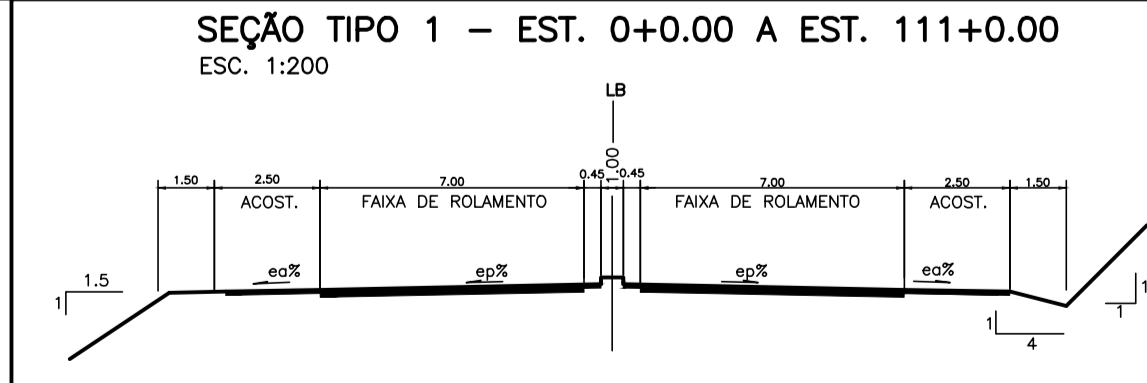 SEÇÃO TIPO 1 – EST. 0+0.00 A EST. 111+0.00
ESC. 1:200
LB
1.50 2.50 7.00 0.45 1.00 0.45 7.00 2.50 1.50
ACOST. FAIXA DE ROLAMENTO FAIXA DE ROLAMENTO ACOST.
ea% ep% ep% ea%
1.5
1
1
1
1
4